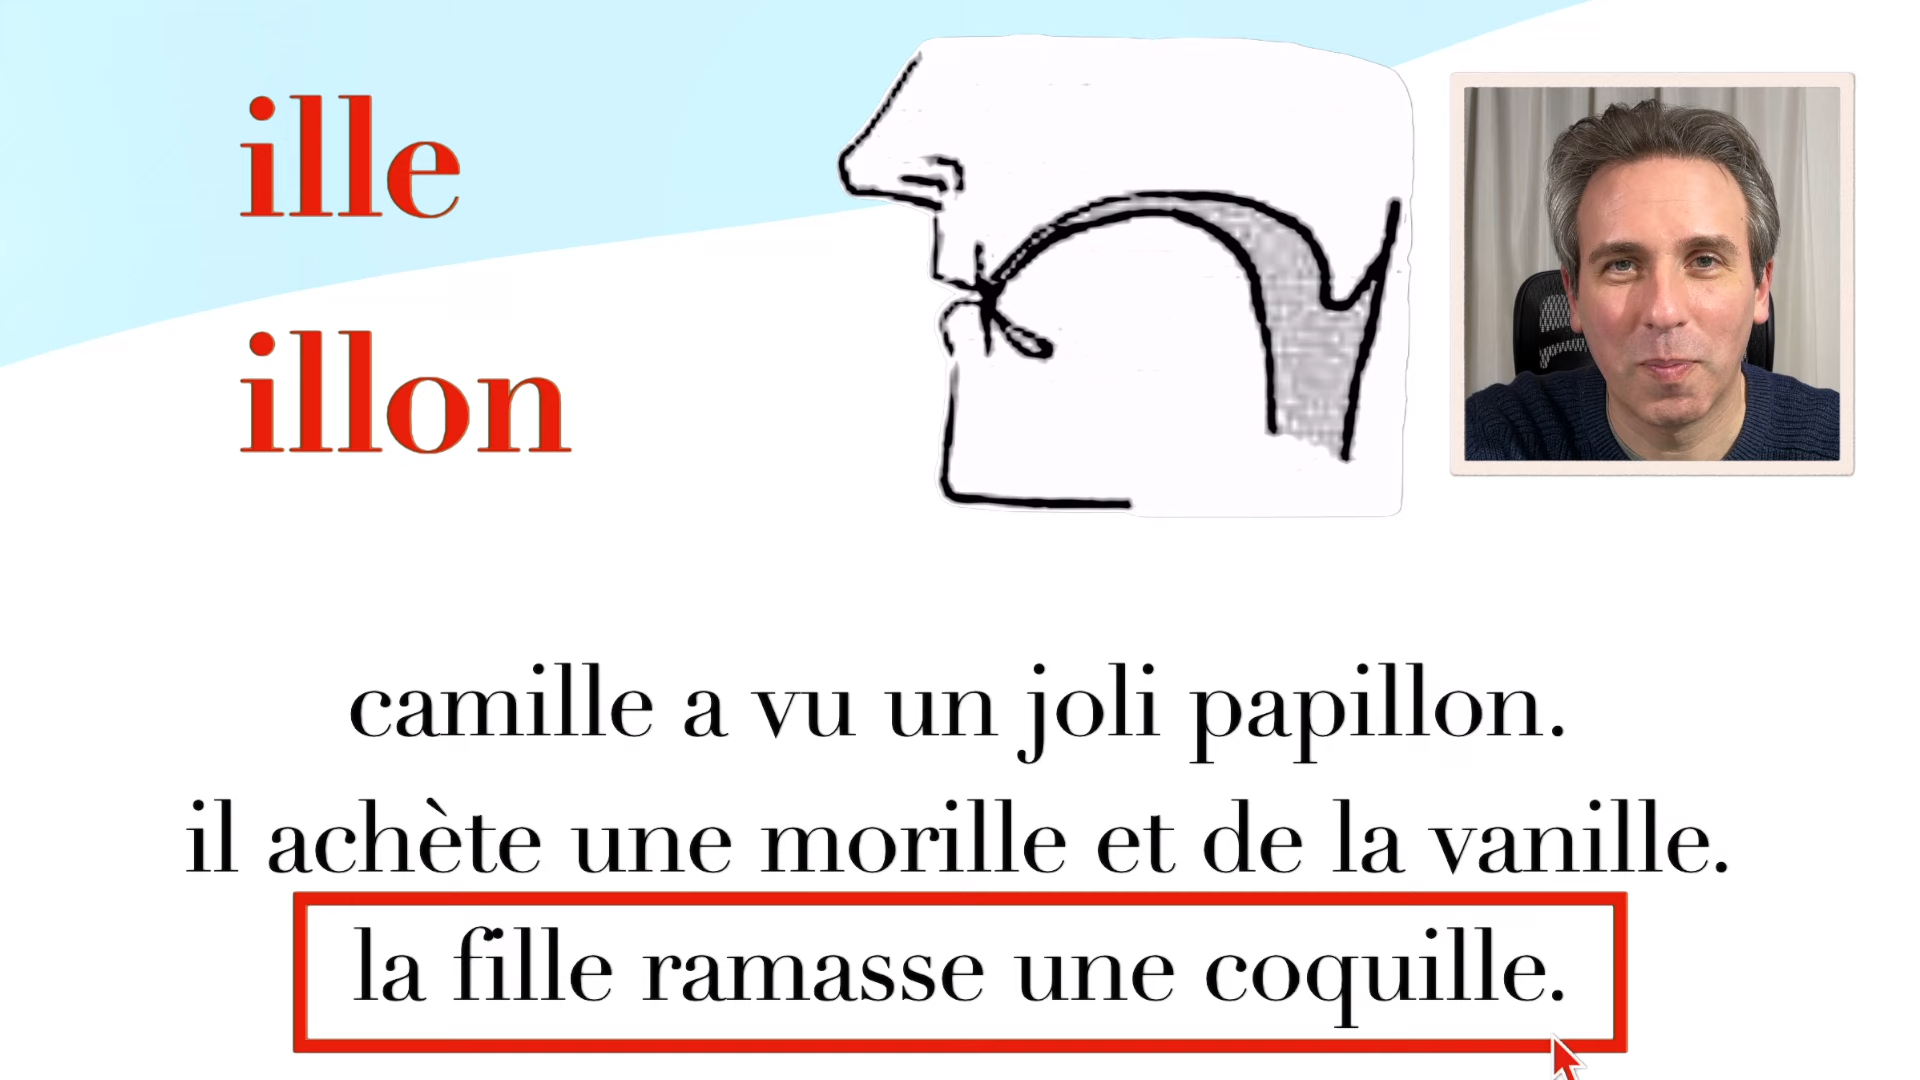 ille
illon
camille a vu un joli papillon.
il achète une morille et de la vanille.
la fille ramasse une coquille.